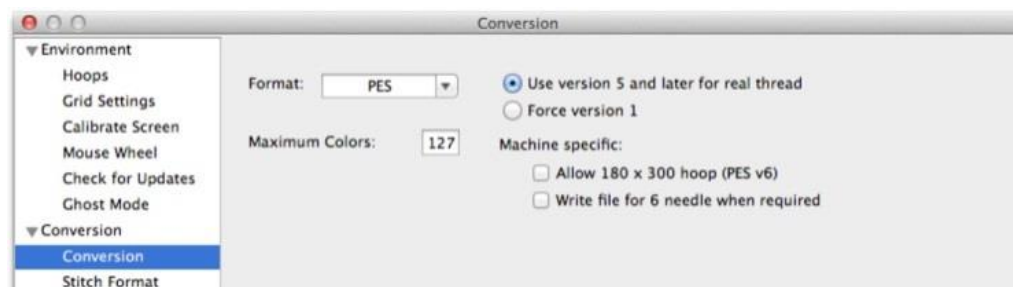 Conversion
Environment
Hoops
Grid Settings
Calibrate Screen
Mouse Wheel
Check for Updates
Ghost Mode
Conversion
Conversion
Stitch Format
Format: PES
Maximum Colors: 127
Use version 5 and later for real thread
Force version 1
Machine specific:
Allow 180 x 300 hoop (PES v6)
Write file for 6 needle when required